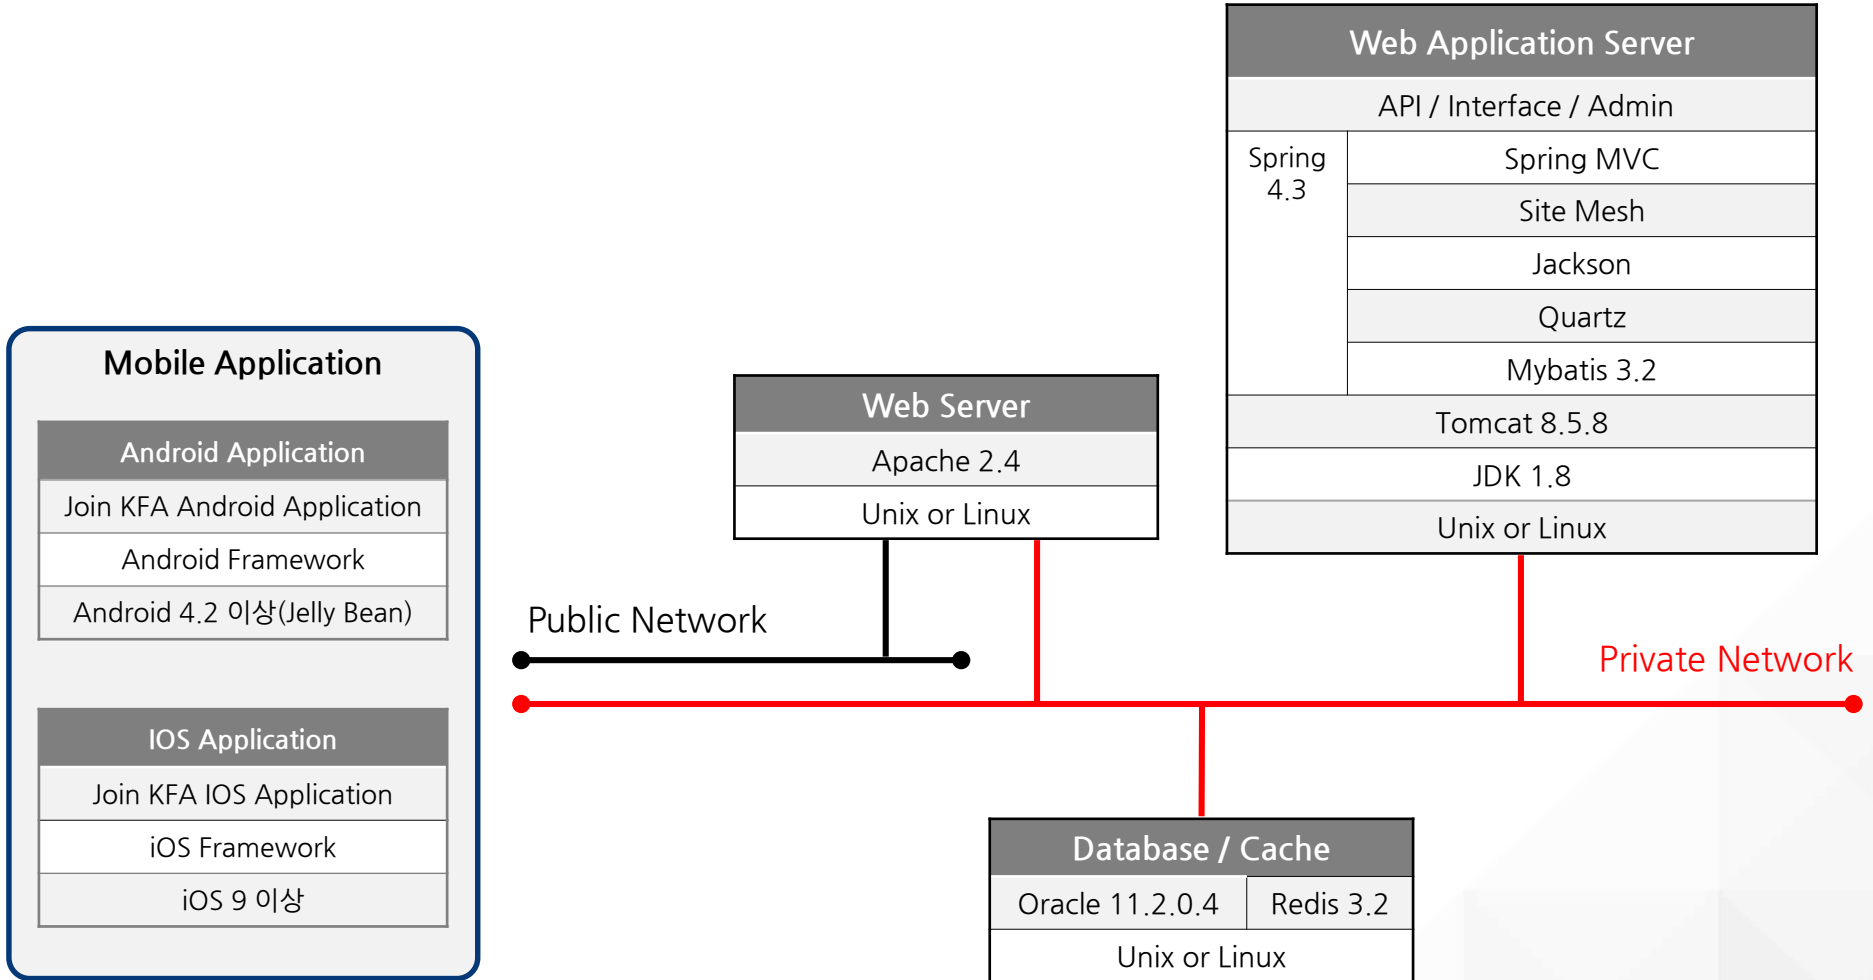 Web Application Server
API / Interface / Admin
Spring
4.3
Spring MVC
Site Mesh
Jackson
Quartz
Mybatis 3.2
Tomcat 8.5.8
JDK 1.8
Unix or Linux
Mobile Application
Android Application
Join KFA Android Application
Android Framework
Android 4.2 이상(Jelly Bean)
IOS Application
Join KFA IOS Application
iOS Framework
iOS 9 이상
Web Server
Apache 2.4
Unix or Linux
Public Network
Private Network
Database / Cache
Oracle 11.2.0.4
Redis 3.2
Unix or Linux